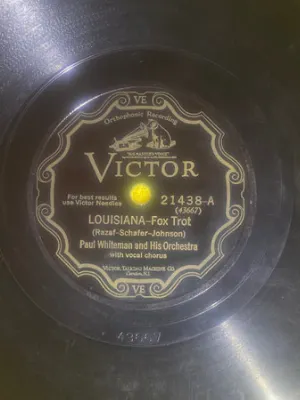 VE
Orthophonic Recording
"HIS MASTER'S VOICE"
VICTOR
For best results
use Victor Needles
21438-A
(43667)
LOUISIANA-Fox Trot
(Razaf-Schafer-Johnson)
Paul Whiteman and His Orchestra
with vocal chorus
VICTOR TALKING MACHINE CO.
Camden, N.J.
VE